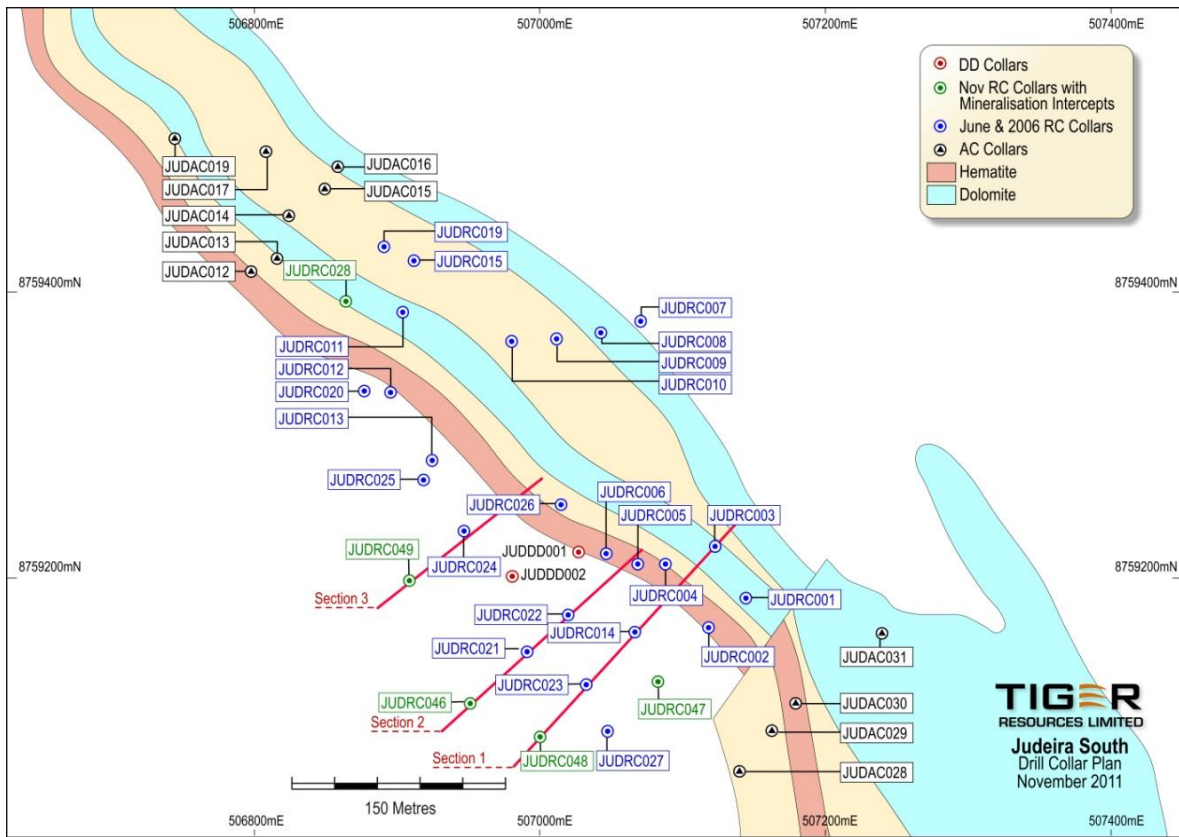 506800mE
507000mE
507200mE
507400mE
DD Collars
Nov RC Collars with
Mineralisation Intercepts
June & 2006 RC Collars
AC Collars
Hematite
Dolomite
JUDAC019
JUDAC017
JUDAC014
JUDAC013
JUDAC012
JUDAC016
JUDAC015
JUDRC019
JUDRC015
JUDRC028
8759400mN
8759400mN
JUDRC007
JUDRC008
JUDRC009
JUDRC010
JUDRC011
JUDRC012
JUDRC020
JUDRC013
JUDRC025
JUDRC026
JUDRC006
JUDRC005
JUDRC003
JUDRC049
JUDRC024
JUDDD001
JUDDD002
8759200mN
8759200mN
Section 3
JUDRC004
JUDRC001
JUDRC022
JUDRC014
JUDRC021
JUDRC002
JUDAC031
JUDRC023
JUDRC046
JUDRC047
JUDAC030
Section 2
JUDAC029
Section 1
JUDRC048
JUDRC027
JUDAC028
150 Metres
TIGER
RESOURCES LIMITED
Judeira South
Drill Collar Plan
November 2011
506800mE
507000mE
507200mE
507400mE